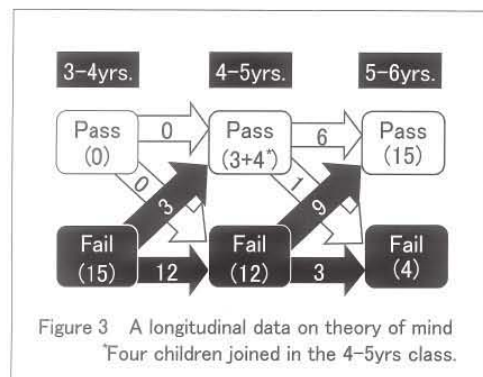 3-4yrs. 4-5yrs. 5-6yrs.
Pass 0 Pass 6 Pass
(0) (3+4*) (15)
0 3 1 9
Fail Fail Fail
(15) 12 (12) 3 (4)
Figure 3 A longitudinal data on theory of mind
*Four children joined in the 4-5yrs class.